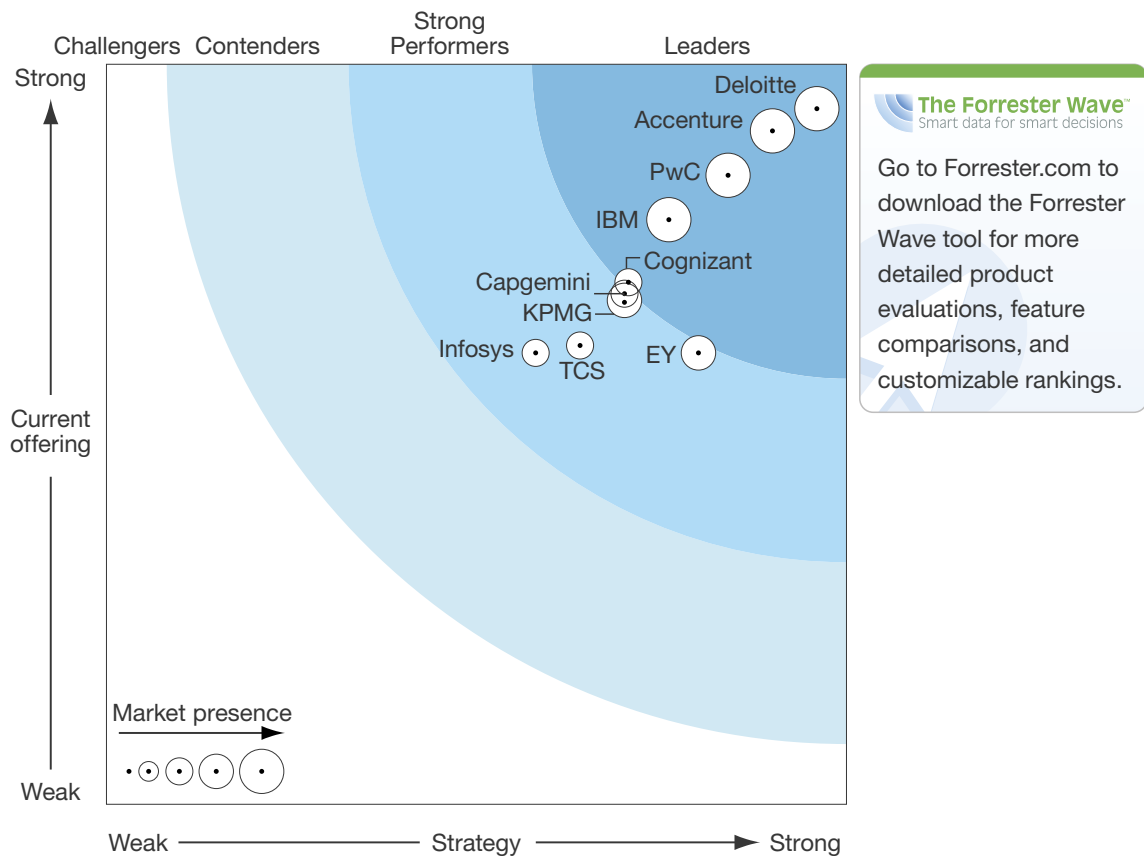 Challengers
Contenders
Strong
Performers
Leaders
Strong
Current
offering
Weak
Deloitte
Accenture
PwC
IBM
Cognizant
Capgemini
KPMG
Infosys
TCS
EY
Market presence
Weak
Strategy
Strong
The Forrester Wave™
Smart data for smart decisions
Go to Forrester.com to
download the Forrester
Wave tool for more
detailed product
evaluations, feature
comparisons, and
customizable rankings.